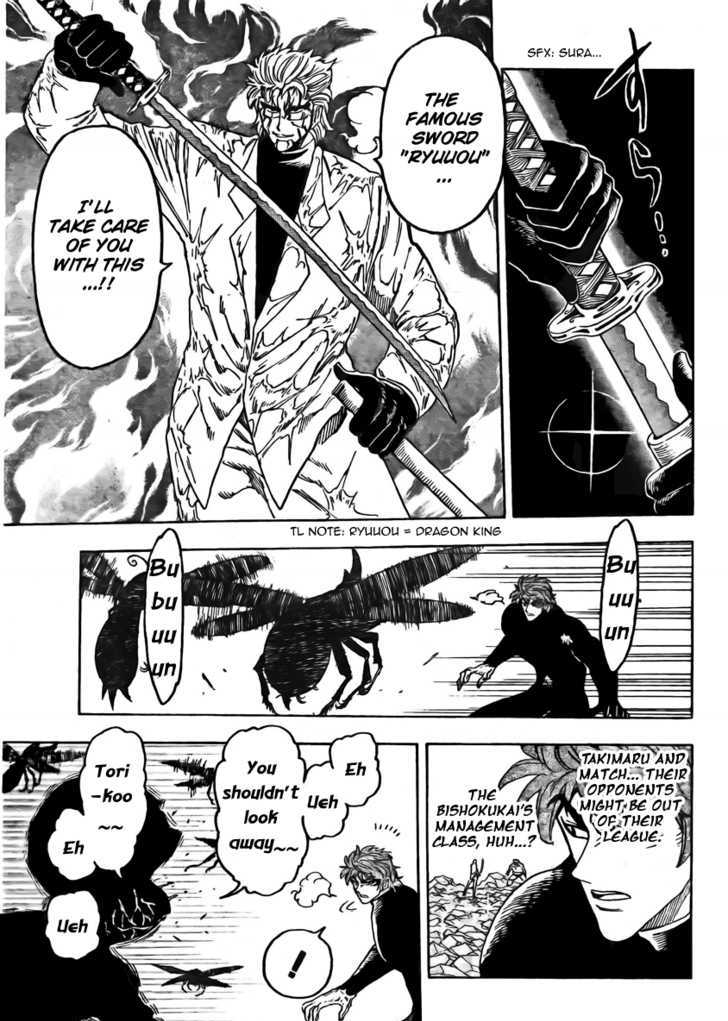 SFX: SURA...
すら...
THE
FAMOUS
SWORD
"RYUUOU"
...
I'LL
TAKE CARE
OF YOU
WITH THIS
...!!
TL NOTE: RYUUOU = DRAGON KING
Bu
uu
un
Bu
bu
uu
uu
un
TAKIMARU AND
MATCH... THEIR
OPPONENTS
MIGHT BE OUT
OF THEIR
LEAGUE.
THE
BISHOKUKAI'S
MANAGEMENT
CLASS, HUH...?
Eh
Ueh
You
shouldn't
look
away~~
!
Tori
-koo
~~
Eh
Ueh